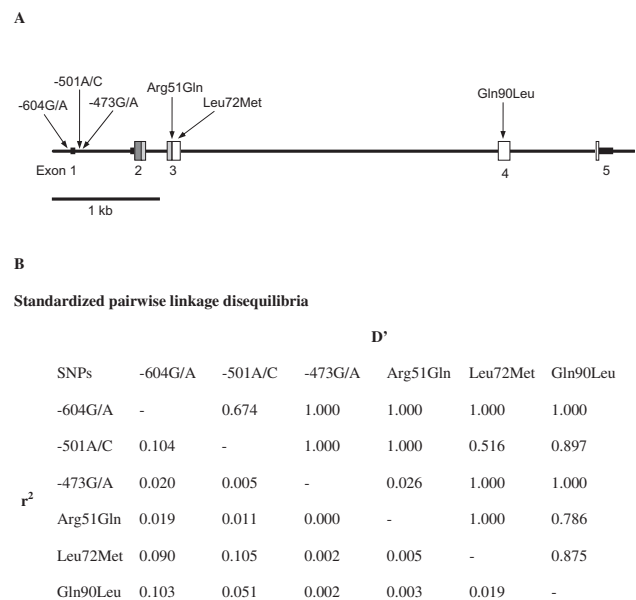 A
-501A/C
-604G/A
-473G/A
Arg51Gln
Leu72Met
Gln90Leu
Exon 1
2
3
4
5
1 kb
B
Standardized pairwise linkage disequilibria
D'
SNPs -604G/A -501A/C -473G/A Arg51Gln Leu72Met Gln90Leu
-604G/A - 0.674 1.000 1.000 1.000 1.000
-501A/C 0.104 - 1.000 1.000 0.516 0.897
-473G/A 0.020 0.005 - 0.026 1.000 1.000
r²
Arg51Gln 0.019 0.011 0.000 - 1.000 0.786
Leu72Met 0.090 0.105 0.002 0.005 - 0.875
Gln90Leu 0.103 0.051 0.002 0.003 0.019 -